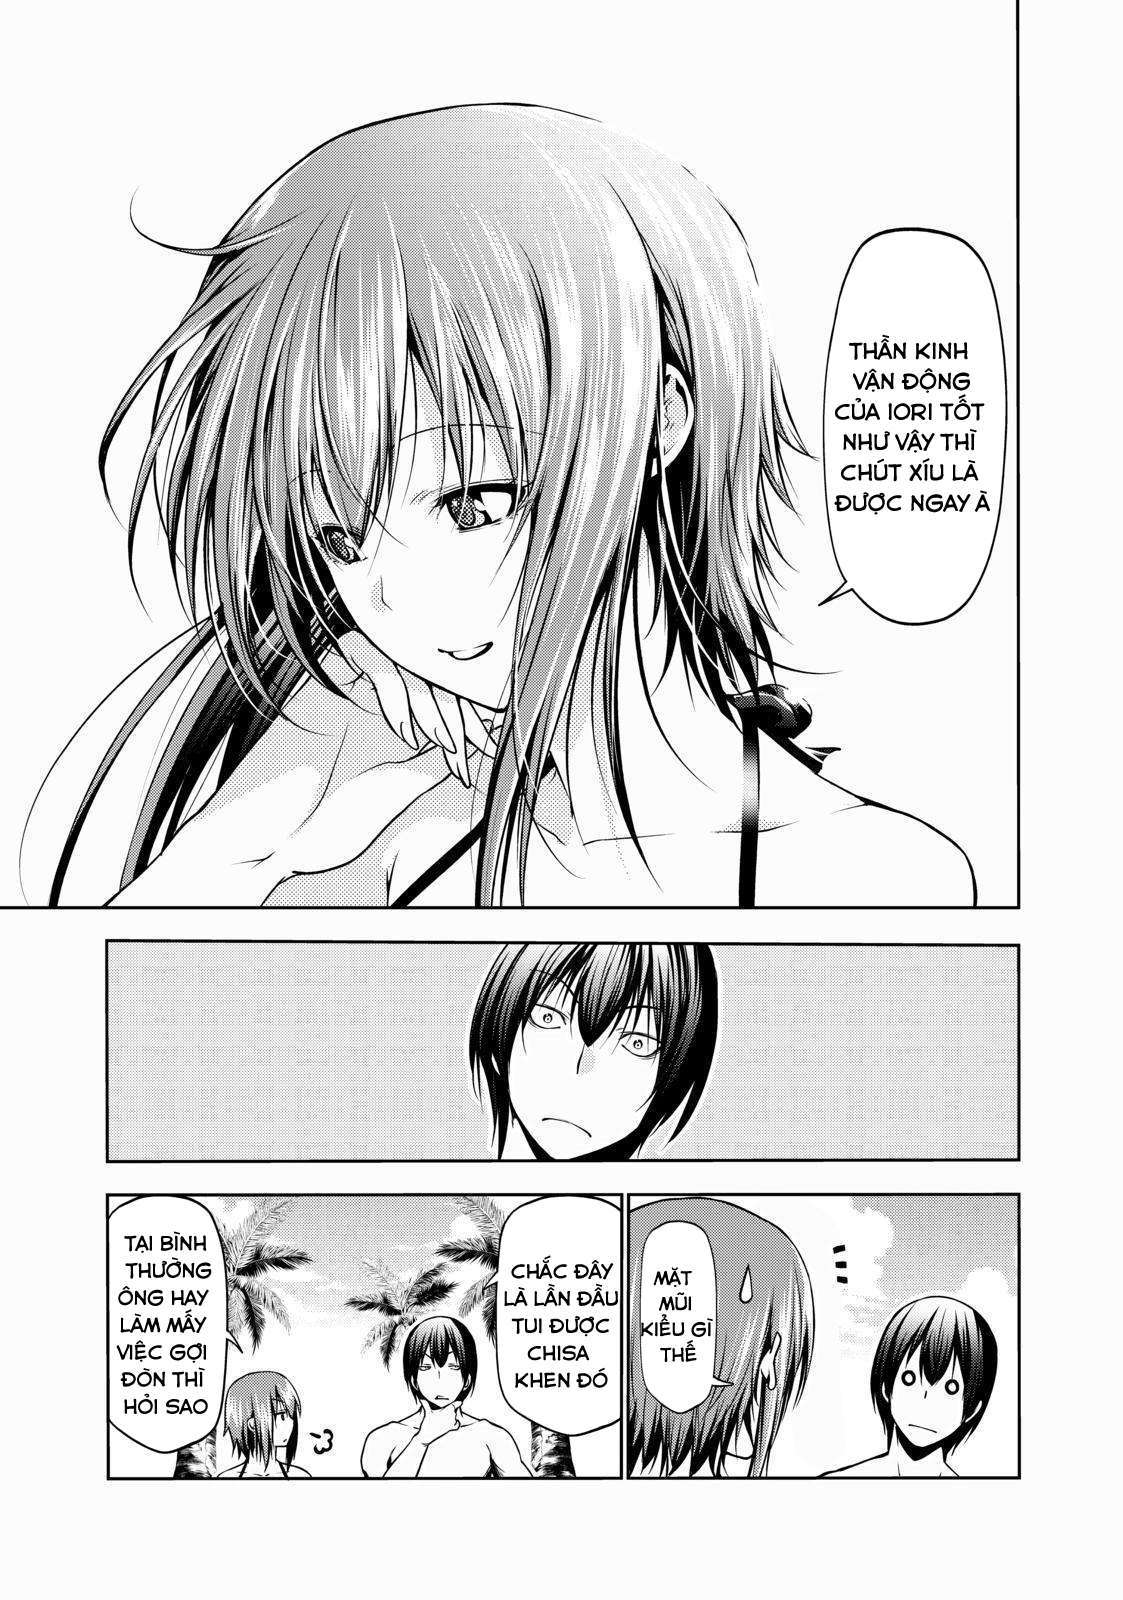 THẦN KINH
VẬN ĐỘNG
CỦA IORI TỐT
NHƯ VẬY THÌ
CHÚT XÍU LÀ
ĐƯỢC NGAY À
MẶT
MŨI
KIỂU GÌ
THẾ
CHẮC ĐÂY
LÀ LẦN ĐẦU
TUI ĐƯỢC
CHISA
KHEN ĐÓ
TẠI BÌNH
THƯỜNG
ÔNG HAY
LÀM MẤY
VIỆC GỢI
ĐÒN THÌ
HỎI SAO